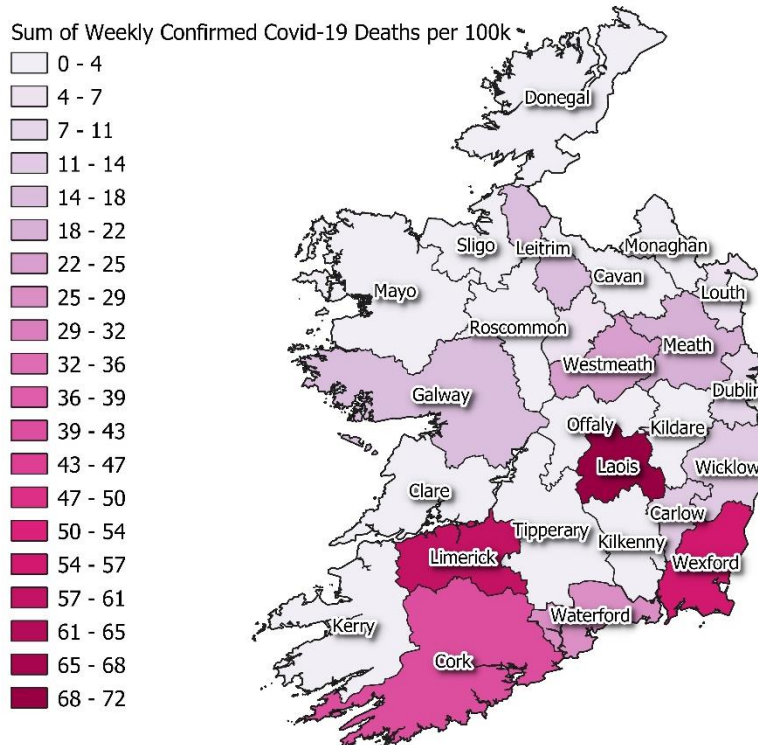 Sum of Weekly Confirmed Covid-19 Deaths per 100k
0 - 4
4 - 7
7 - 11
11 - 14
14 - 18
18 - 22
22 - 25
25 - 29
29 - 32
32 - 36
36 - 39
39 - 43
43 - 47
47 - 50
50 - 54
54 - 57
57 - 61
61 - 65
65 - 68
68 - 72
Donegal
Sligo
Leitrim
Monaghan
Cavan
Mayo
Louth
Roscommon
Meath
Westmeath
Galway
Dublin
Offaly
Kildare
Laois
Wicklow
Clare
Carlow
Tipperary
Kilkenny
Limerick
Wexford
Waterford
Kerry
Cork